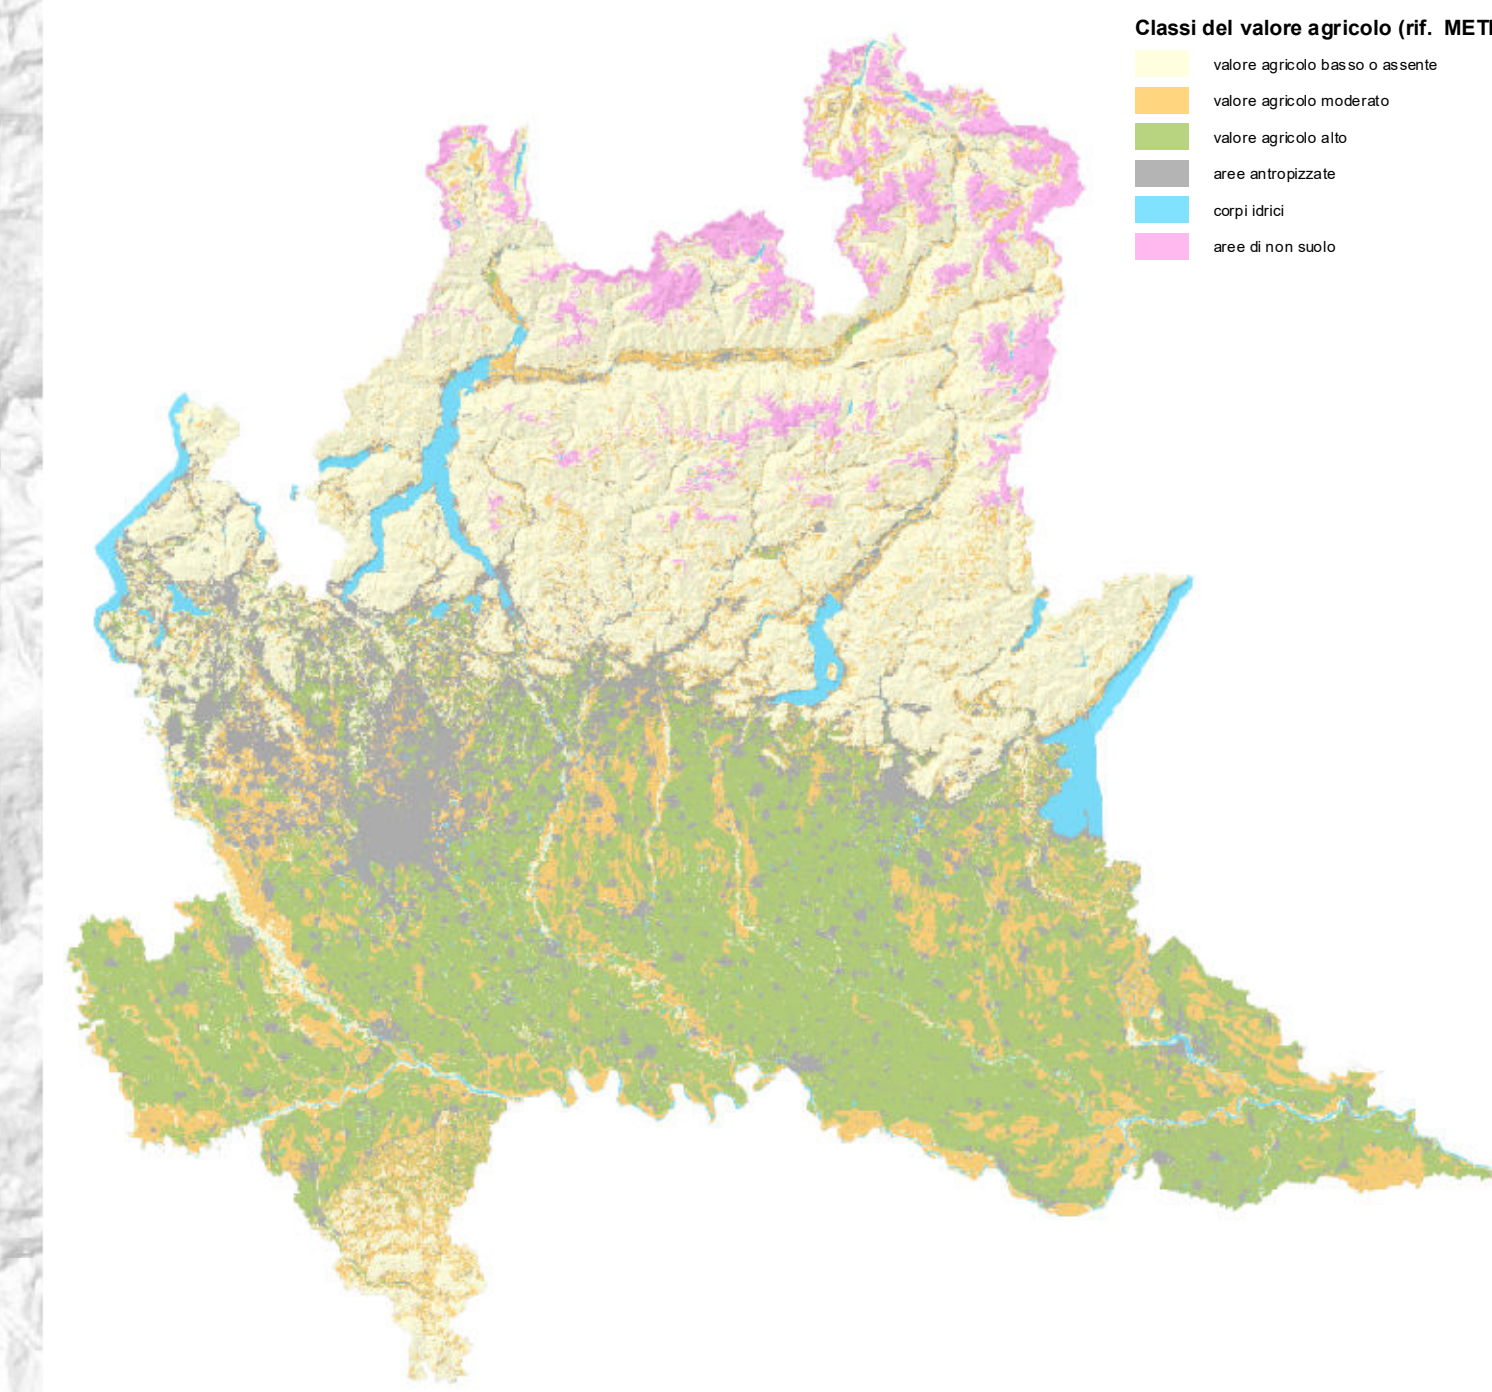 Classi del valore agricolo (rif. METI
valore agricolo basso o assente
valore agricolo moderato
valore agricolo alto
aree antropizzate
corpi idrici
aree di non suolo